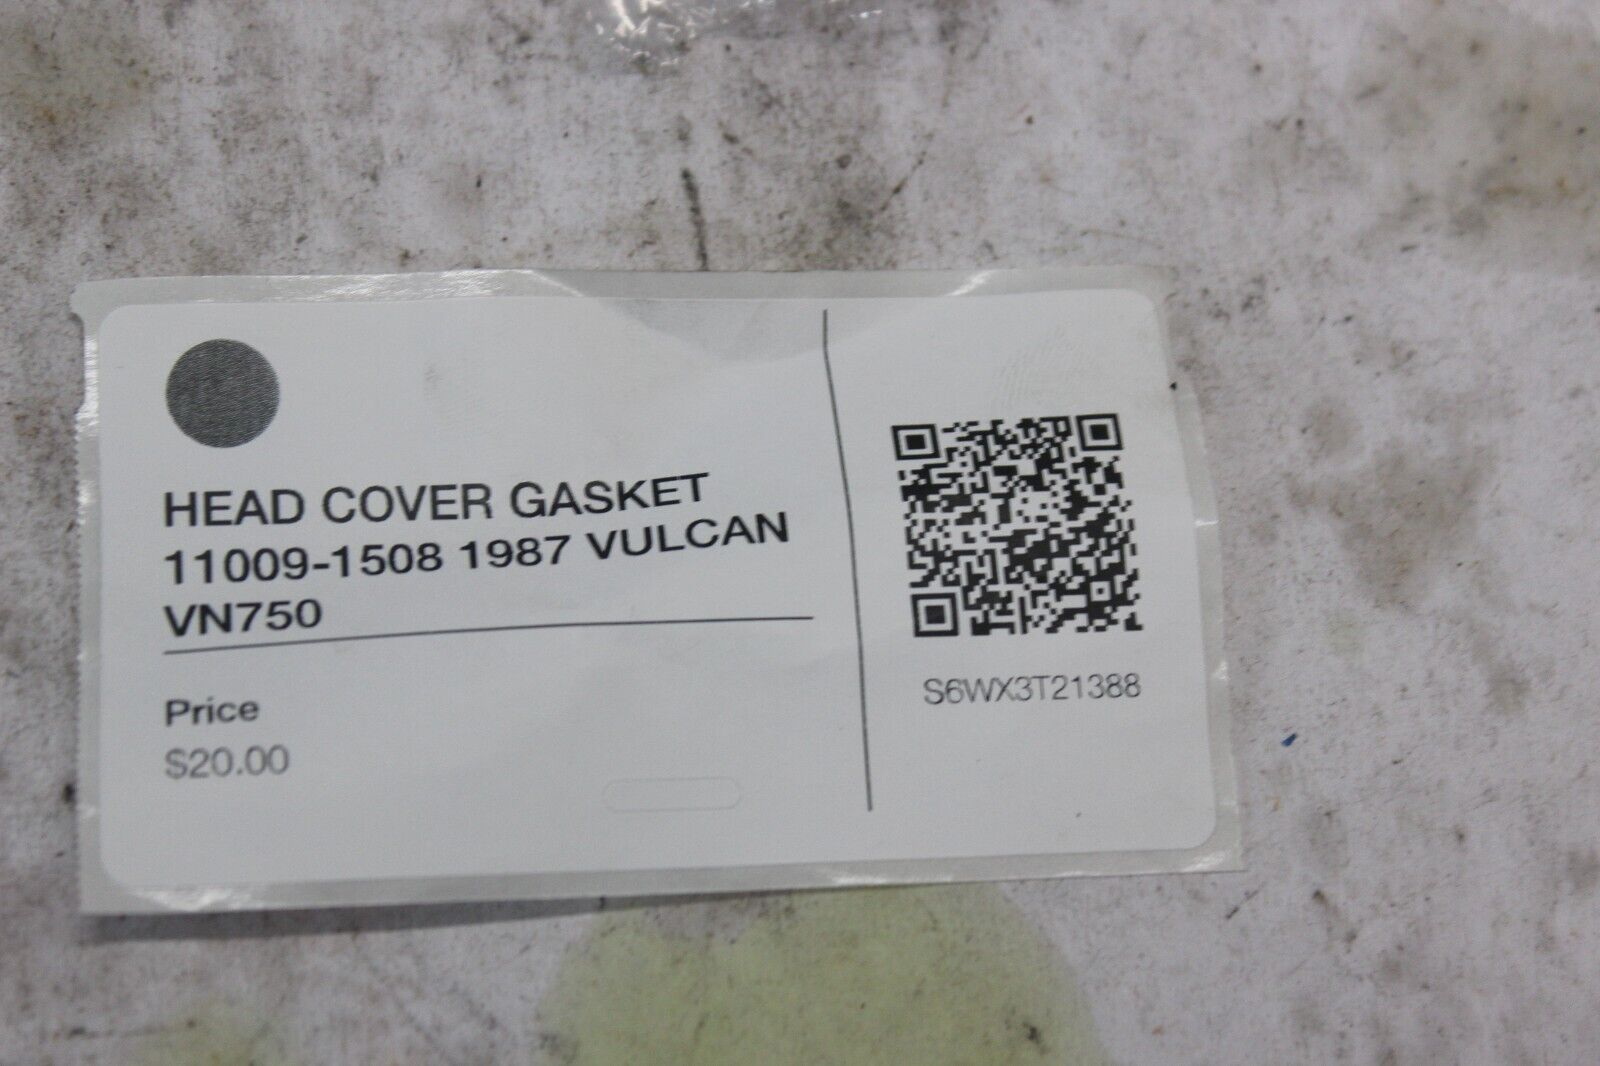 HEAD COVER GASKET
11009-1508 1987 VULCAN
VN750
Price
$20.00
S6WX3T21388